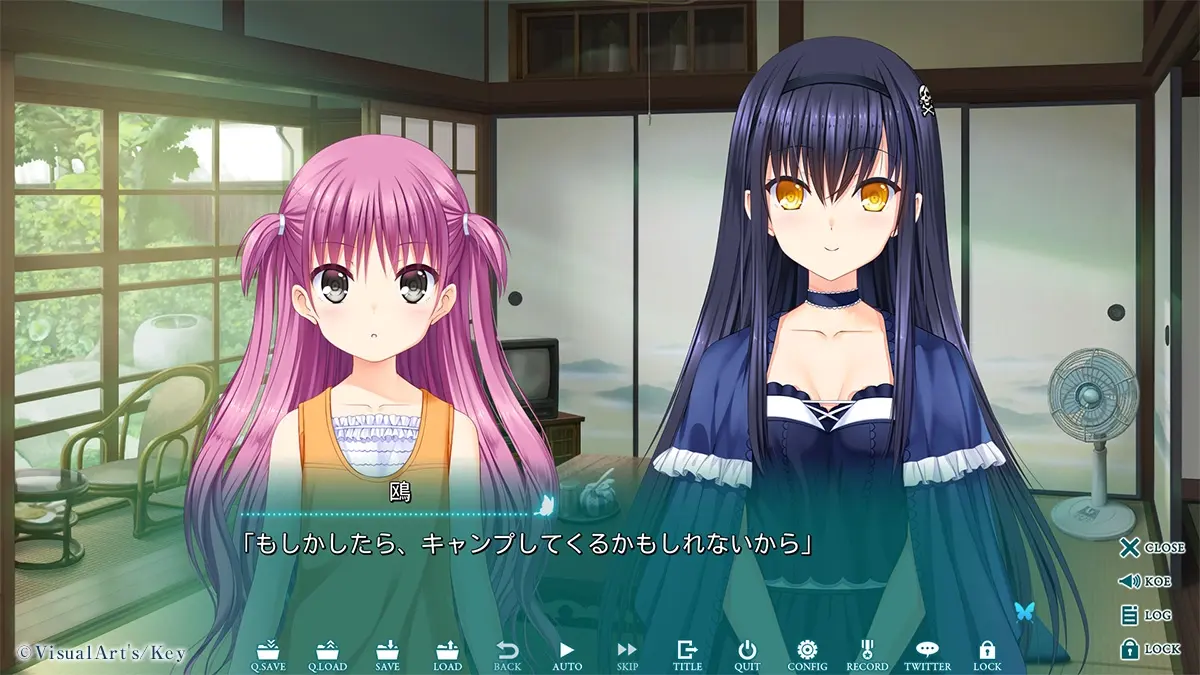 鴎
「もしかしたら、キャンプしてくるかもしれないから」
CLOSE
KOE
LOG
LOCK
©VisualArt's/Key
Q.SAVE Q.LOAD SAVE LOAD BACK AUTO SKIP TITLE QUIT CONFIG RECORD TWITTER LOCK